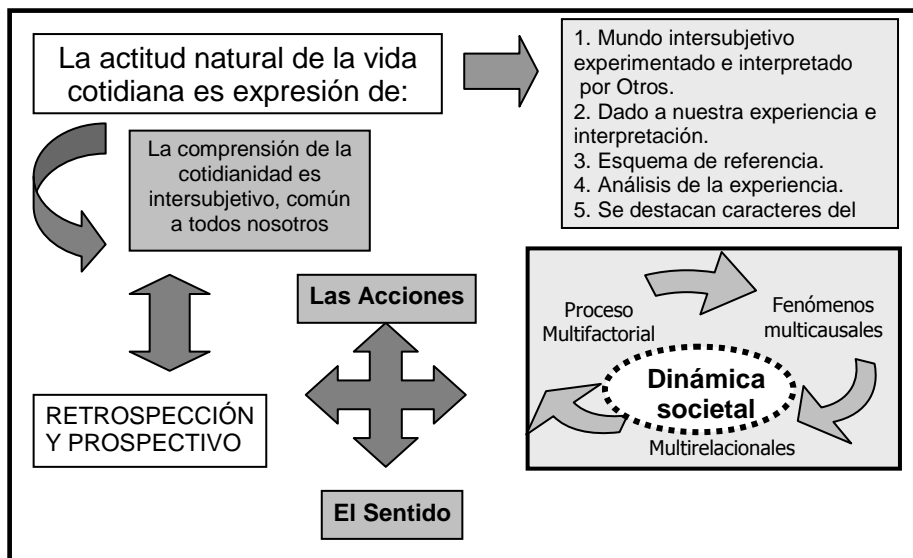 La actitud natural de la vida
cotidiana es expresión de:
1. Mundo intersubjetivo
experimentado e interpretado
por Otros.
2. Dado a nuestra experiencia e
interpretación.
3. Esquema de referencia.
4. Análisis de la experiencia.
5. Se destacan caracteres del
La comprensión de la
cotidianidad es
intersubjetivo, común
a todos nosotros
Las Acciones
RETROSPECCIÓN
Y PROSPECTIVO
El Sentido
Proceso
Multifactorial
Fenómenos
multicausales
Dinámica
societal
Multirelacionales